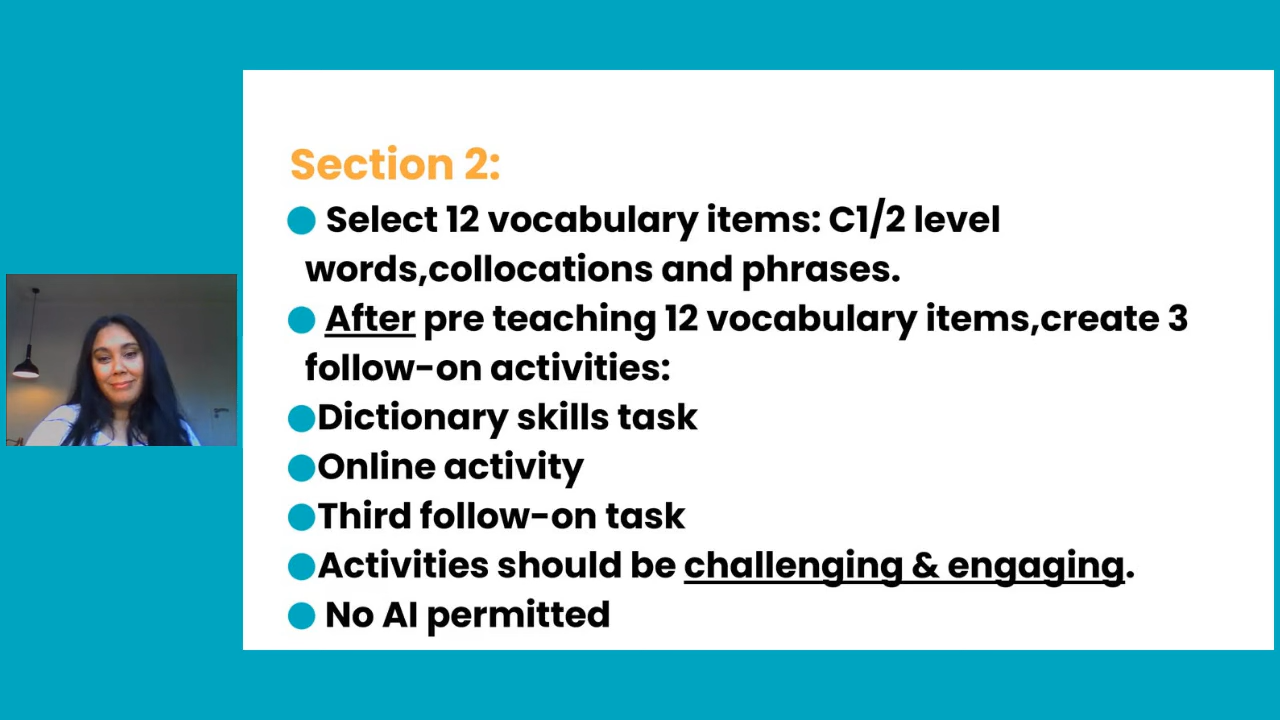 Section 2:
● Select 12 vocabulary items: C1/2 level
words,collocations and phrases.
● After pre teaching 12 vocabulary items,create 3
follow-on activities:
●Dictionary skills task
●Online activity
●Third follow-on task
●Activities should be challenging & engaging.
● No AI permitted